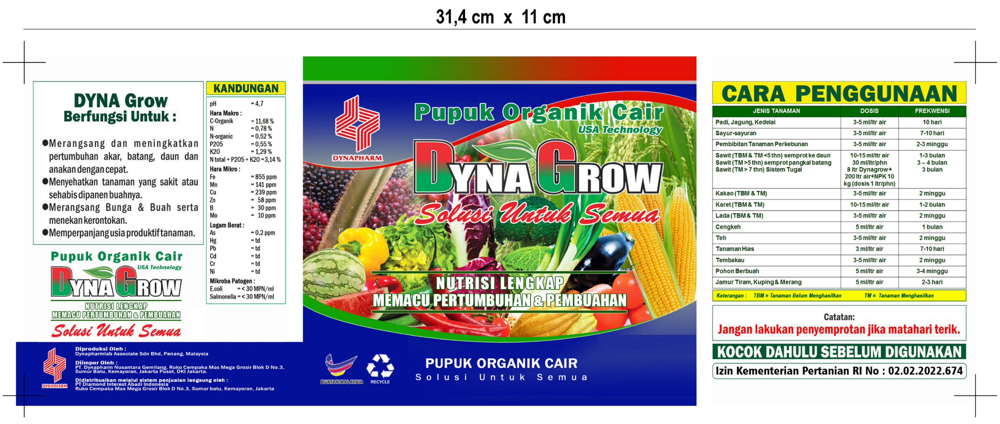 31,4 cm x 11 cm
DYNA Grow
Berfungsi Untuk :
●Merangsang dan meningkatkan
pertumbuhan akar, batang, daun dan
anakan dengan cepat.
●Menyehatkan tanaman yang sakit atau
sehabis dipanen buahnya.
●Merangsang Bunga & Buah serta
menekan kerontokan.
●Memperpanjang usia produktif tanaman.
Pupuk Organik Cair
USA Technology
DYNA GROW
NUTRISI LENGKAP
MEMACU PERTUMBUHAN & PEMBUAHAN
Solusi Untuk Semua
KANDUNGAN
pH = 4,7
Hara Makro :
C-Organik = 11,68 %
N = 0,78 %
N-organic = 0,52 %
P2O5 = 0,55 %
K2O = 1,29 %
N total + P2O5 + K2O =3,14 %
Hara Mikro :
Fe = 855 ppm
Mn = 141 ppm
Cu = 239 ppm
Zn = 58 ppm
B = 30 ppm
Mo = 10 ppm
Logam Berat :
As = 0,2 ppm
Hg = td
Pb = td
Cd = td
Cr = td
Ni = td
Mikroba Patogen :
E.coli = < 30 MPN/ml
Salmonella = < 30 MPN/ml
DYNAPHARM
Diproduksi Oleh :
Dynapharmlab Associate Sdn Bhd, Penang, Malaysia
Diimpor Oleh :
PT. Dynapharm Nusantara Gemilang, Ruko Cempaka Mas Mega Grosir Blok D No.3,
Sumur Batu, Kemayoran, Jakarta Pusat, DKI Jakarta.
Didistribusikan melalui sistem penjualan langsung oleh :
PT Diamond Interest Abadi Indonesia
Ruko Cempaka Mas Mega Grosir Blok D No.3, Sumur batu, Kemayoran, Jakarta
DYNAPHARM
Pupuk Organik Cair
USA Technology
DYNA GROW
Solusi Untuk Semua
NUTRISI LENGKAP
MEMACU PERTUMBUHAN & PEMBUAHAN
BUATAN MALAYSIA
RECYCLE
PUPUK ORGANIK CAIR
Solusi Untuk Semua
CARA PENGGUNAAN
JENIS TANAMAN DOSIS FREKWENSI
Padi, Jagung, Kedelai 3-5 ml/ltr air 10 hari
Sayur-sayuran 3-5 ml/ltr air 7-10 hari
Pembibitan Tanaman Perkebunan 3-5 ml/ltr air 2-3 minggu
Sawit (TBM & TM <5 thn) semprot ke daun 10-15 ml/ltr air 1-3 bulan
Sawit (TM >5 thn) semprot pangkal batang 30 ml/ltr/phn 3 – 4 bulan
Sawit (TM > 7 thn) Sistem Tugal 8 ltr Dynagrow+ 3 bulan
200 ltr air+NPK 10
kg (dosis 1 ltr/phn)
Kakao (TBM & TM) 3-5 ml/ltr air 2 minggu
Karet (TBM & TM) 10-15 ml/ltr air 1-2 bulan
Lada (TBM & TM) 3-5 ml/ltr air 2 minggu
Cengkeh 5 ml/ltr air 1 bulan
Teh 3-5 ml/ltr air 2 minggu
Tanaman Hias 3 ml/ltr air 7-10 hari
Tembakau 3-5 ml/ltr air 2 minggu
Pohon Berbuah 5 ml/ltr air 3-4 minggu
Jamur Tiram, Kuping & Merang 5 ml/ltr air 2-3 hari
Keterangan : TBM = Tanaman Belum Menghasilkan TM = Tanaman Menghasilkan
Catatan:
Jangan lakukan penyemprotan jika matahari terik.
KOCOK DAHULU SEBELUM DIGUNAKAN
Izin Kementerian Pertanian RI No : 02.02.2022.674